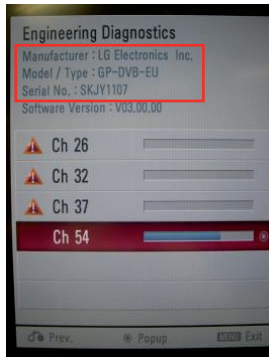 Engineering Diagnostics
Manufacturer : LG Electronics Inc.
Model / Type : GP-DVB-EU
Serial No. : SKJY1107
Software Version : V03.00.00
Ch 26
Ch 32
Ch 37
Ch 54
Prev.
Popup
MENU Exit